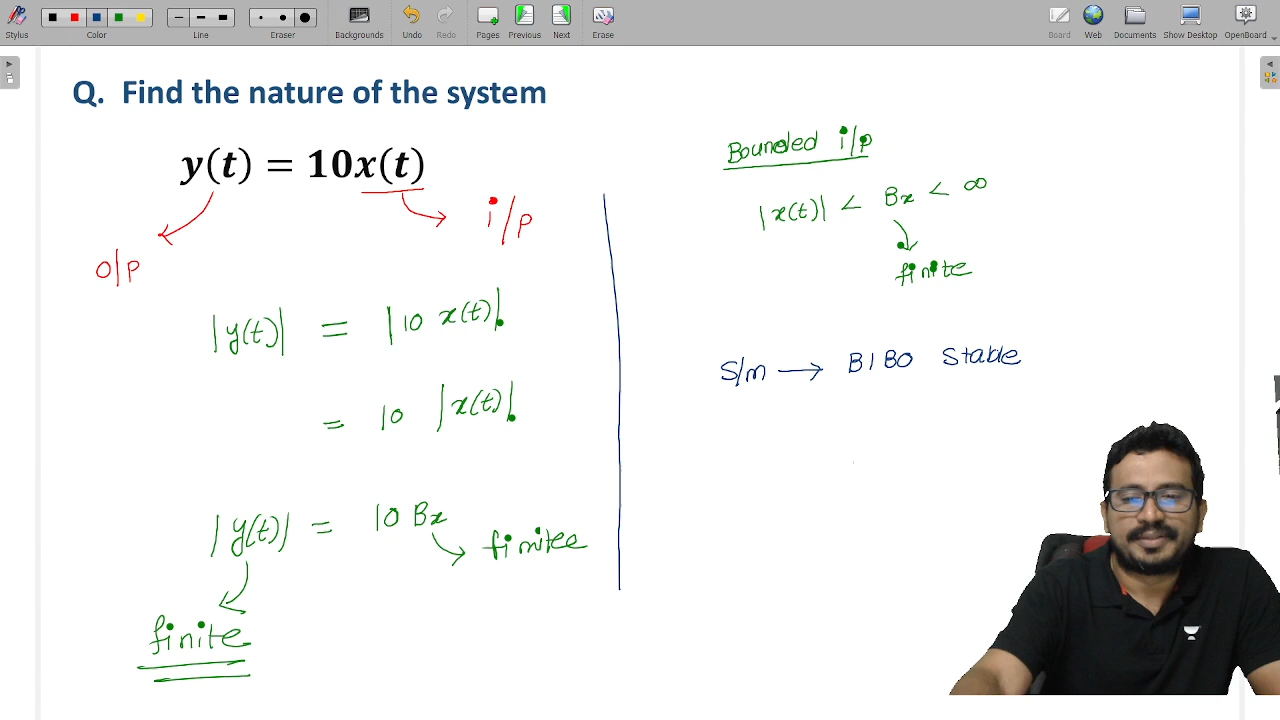 Stylus
Color
Line
Eraser
Backgrounds
Undo
Redo
Pages
Previous
Next
Erase
Board
Web
Documents
Show Desktop
OpenBoard
Q. Find the nature of the system
y(t) = 10x(t)
i/p
o/p
|y(t)| = |10 x(t)|
= 10 |x(t)|
|y(t)| = 10 Bx
finitee
finite
Bounded i/p
|x(t)| < Bx < ∞
finite
S/m → BIBO Stable